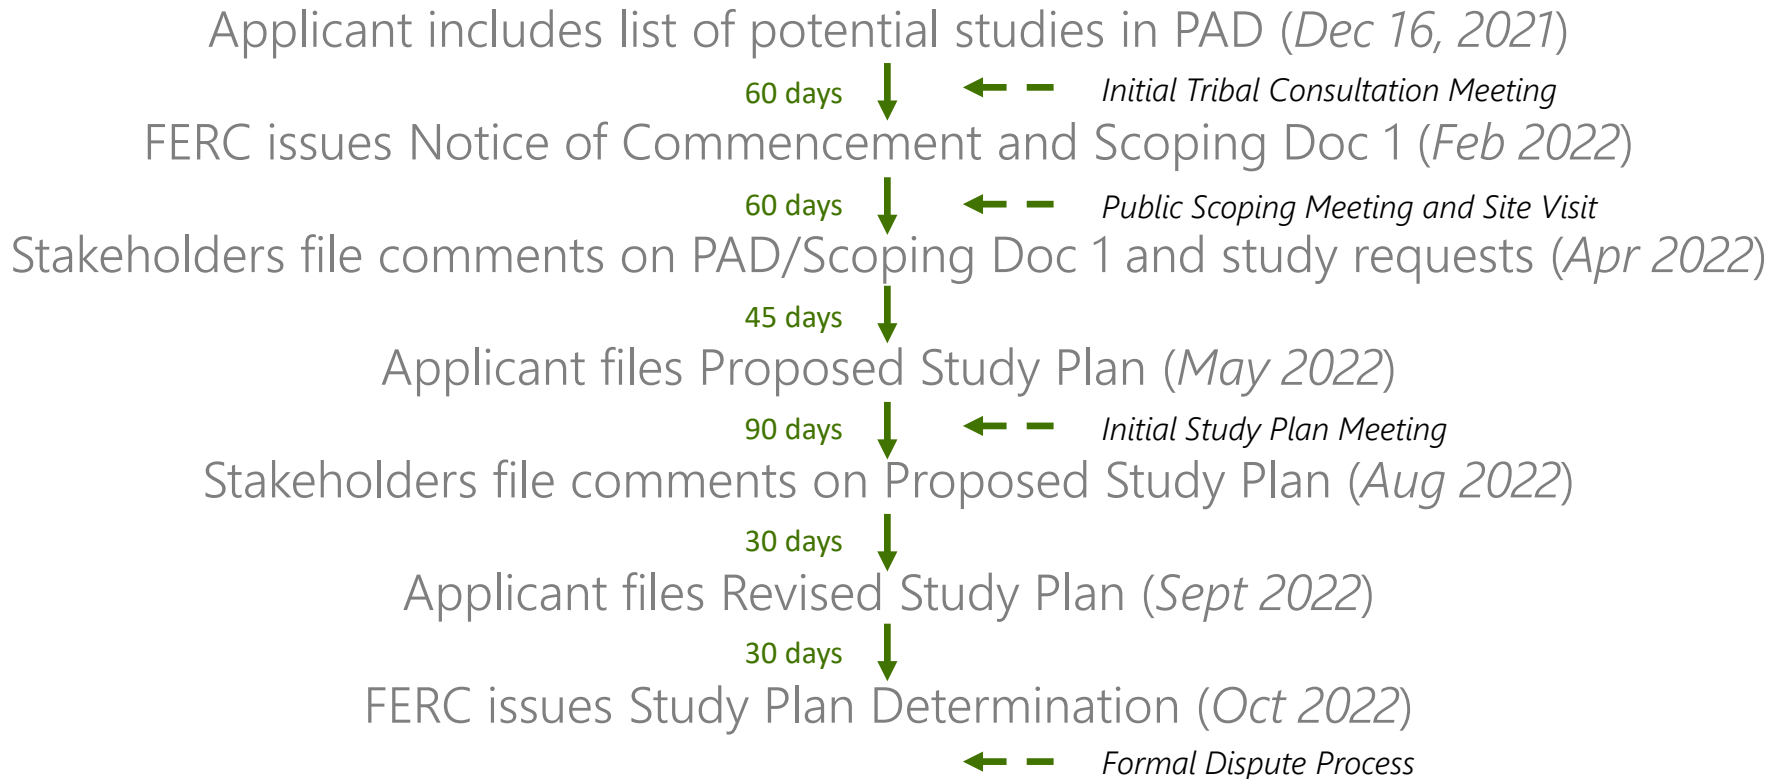 Applicant includes list of potential studies in PAD (Dec 16, 2021)
60 days
Initial Tribal Consultation Meeting
FERC issues Notice of Commencement and Scoping Doc 1 (Feb 2022)
60 days
Public Scoping Meeting and Site Visit
Stakeholders file comments on PAD/Scoping Doc 1 and study requests (Apr 2022)
45 days
Applicant files Proposed Study Plan (May 2022)
90 days
Initial Study Plan Meeting
Stakeholders file comments on Proposed Study Plan (Aug 2022)
30 days
Applicant files Revised Study Plan (Sept 2022)
30 days
FERC issues Study Plan Determination (Oct 2022)
Formal Dispute Process